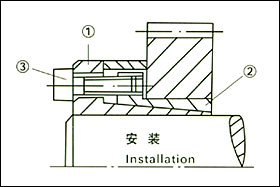 ①
③
②
安装
Installation